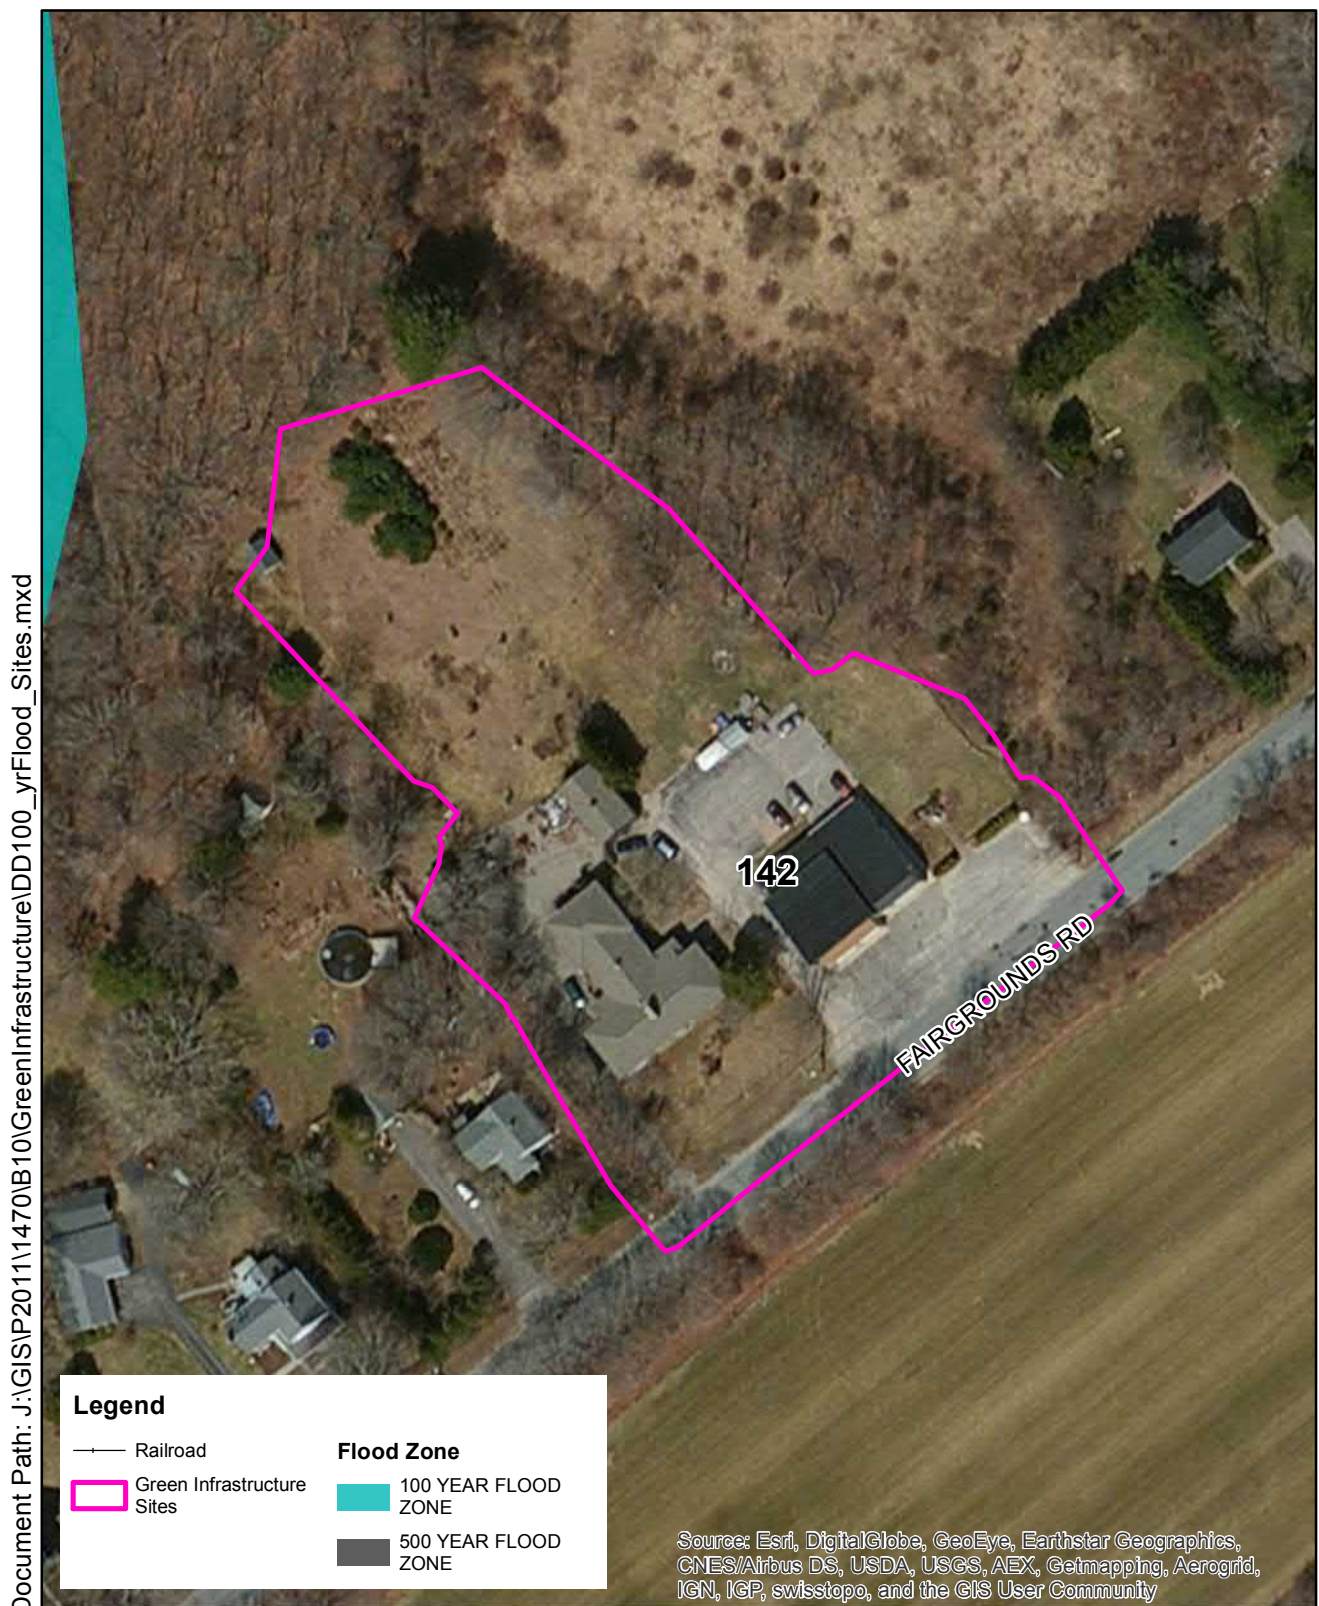 Document Path: J:\GIS\P2011\1470\B10\GreenInfrastructure\DD100_yrFlood_Sites.mxd
142
FAIRGROUNDS RD
Legend
Railroad
Green Infrastructure
Sites
Flood Zone
100 YEAR FLOOD
ZONE
500 YEAR FLOOD
ZONE
Source: Esri, DigitalGlobe, GeoEye, Earthstar Geographics,
CNES/Airbus DS, USDA, USGS, AEX, Getmapping, Aerogrid,
IGN, IGP, swisstopo, and the GIS User Community